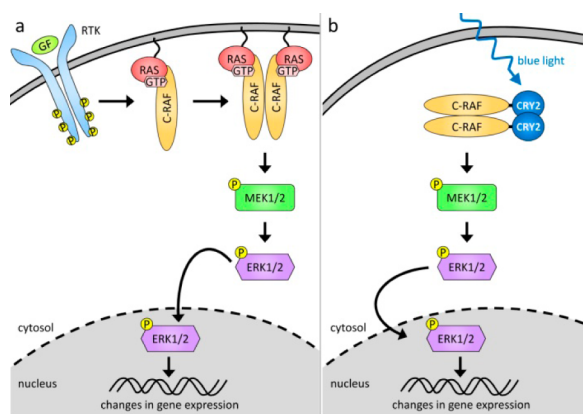 a
GF
RTK
P
P
P
P
P
P
RAS
GTP
C-RAF
RAS
GTP
C-RAF
C-RAF
RAS
GTP
P
MEK1/2
P
ERK1/2
cytosol
P
ERK1/2
nucleus
changes in gene expression
b
blue light
C-RAF
CRY2
C-RAF
CRY2
P
MEK1/2
P
ERK1/2
cytosol
P
ERK1/2
nucleus
changes in gene expression